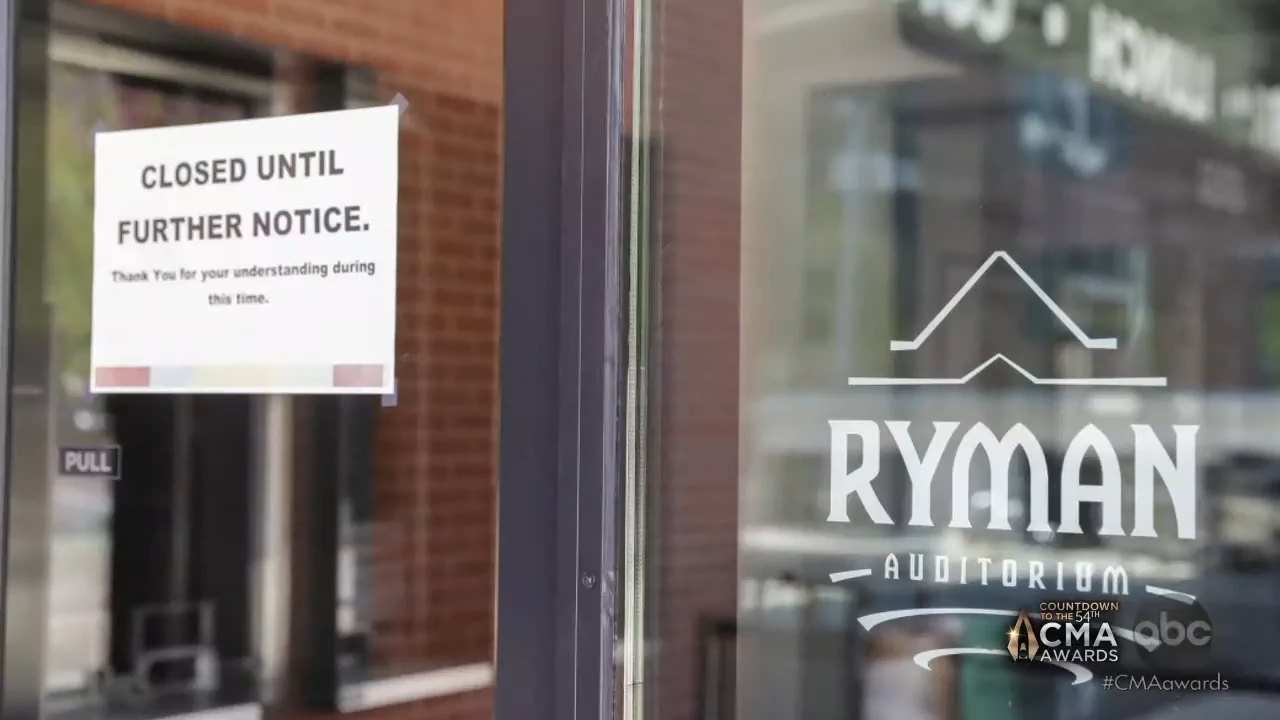 CLOSED UNTIL
FURTHER NOTICE.
Thank You for your understanding during
this time.
PULL
RYMAN
AUDITORIUM
COUNTDOWN
TO THE 54TH
CMA
AWARDS
abc
#CMAawards